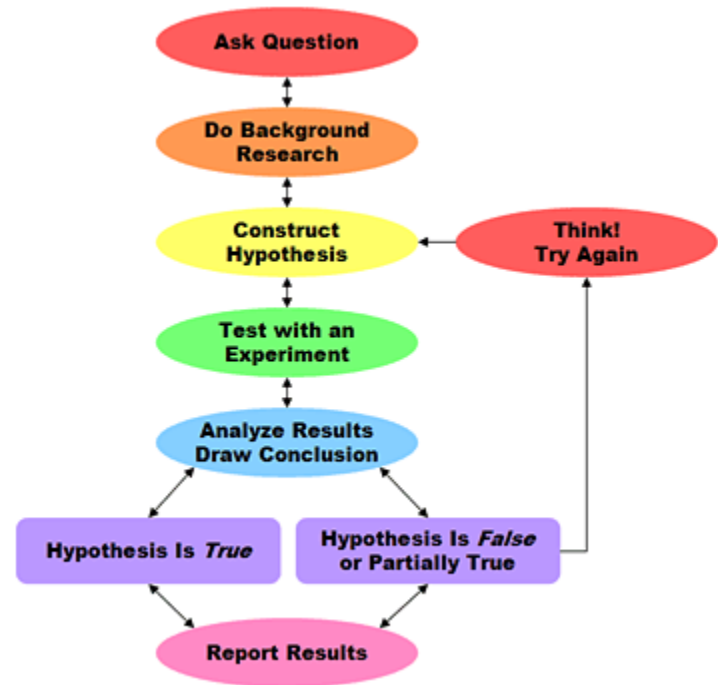 Ask Question
Do Background
Research
Construct
Hypothesis
Think!
Try Again
Test with an
Experiment
Analyze Results
Draw Conclusion
Hypothesis Is True
Hypothesis Is False
or Partially True
Report Results